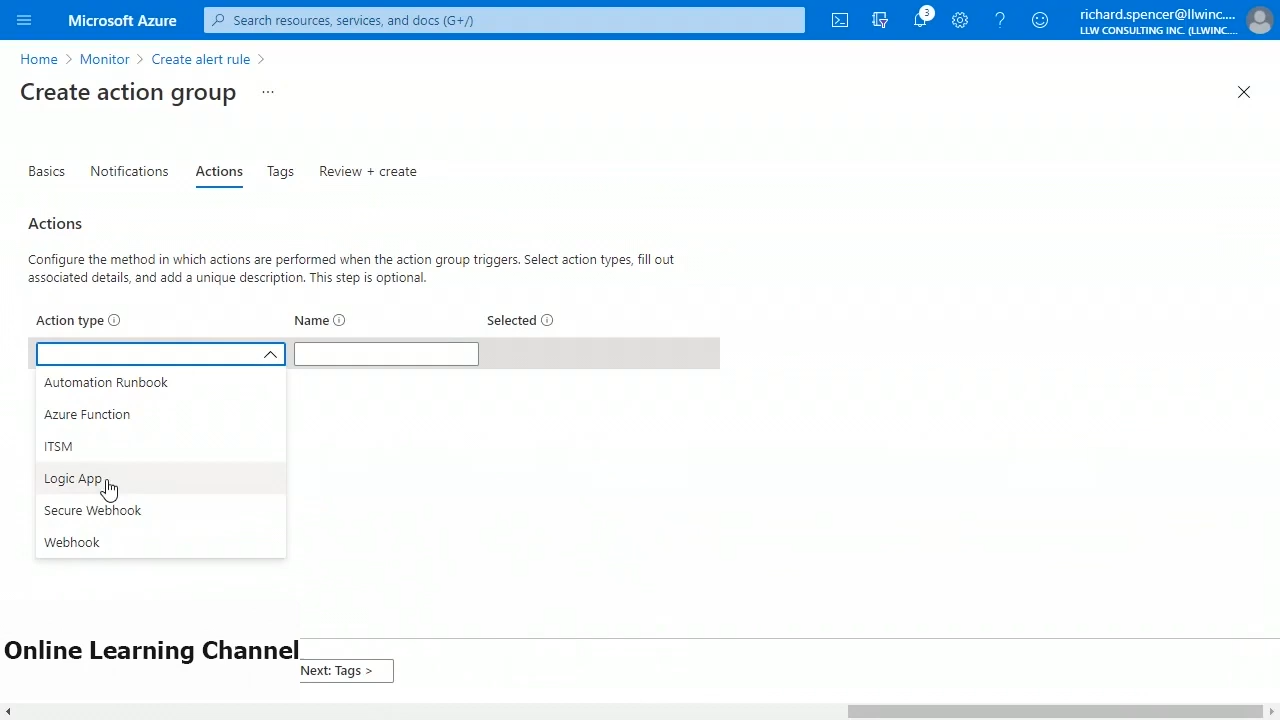 Microsoft Azure
Search resources, services, and docs (G+/)
3
richard.spencer@llwinc....
LLW CONSULTING INC. (LLWINC....
Home > Monitor > Create alert rule >
Create action group ...
Basics Notifications Actions Tags Review + create
Actions
Configure the method in which actions are performed when the action group triggers. Select action types, fill out
associated details, and add a unique description. This step is optional.
Action type Name Selected
Automation Runbook
Azure Function
ITSM
Logic App
Secure Webhook
Webhook
Online Learning Channel
Next: Tags >